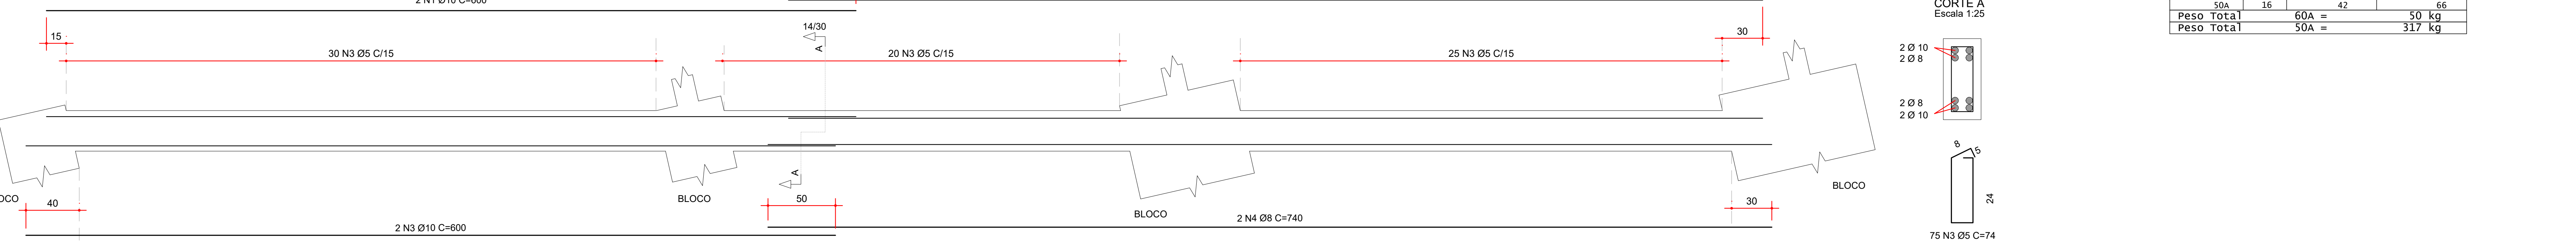 2 N1 Ø10 C=600
CORTE A
Escala 1:25
50A 16 42 66
Peso Total 60A = 50 kg
Peso Total 50A = 317 kg
15
14/30
A
30
30 N3 Ø5 C/15
20 N3 Ø5 C/15
25 N3 Ø5 C/15
2 Ø 10
2 Ø 8
2 Ø 8
2 Ø 10
8
5
A
BLOCO
BLOCO
BLOCO
40
50
30
24
2 N3 Ø10 C=600
2 N4 Ø8 C=740
75 N3 Ø5 C=74